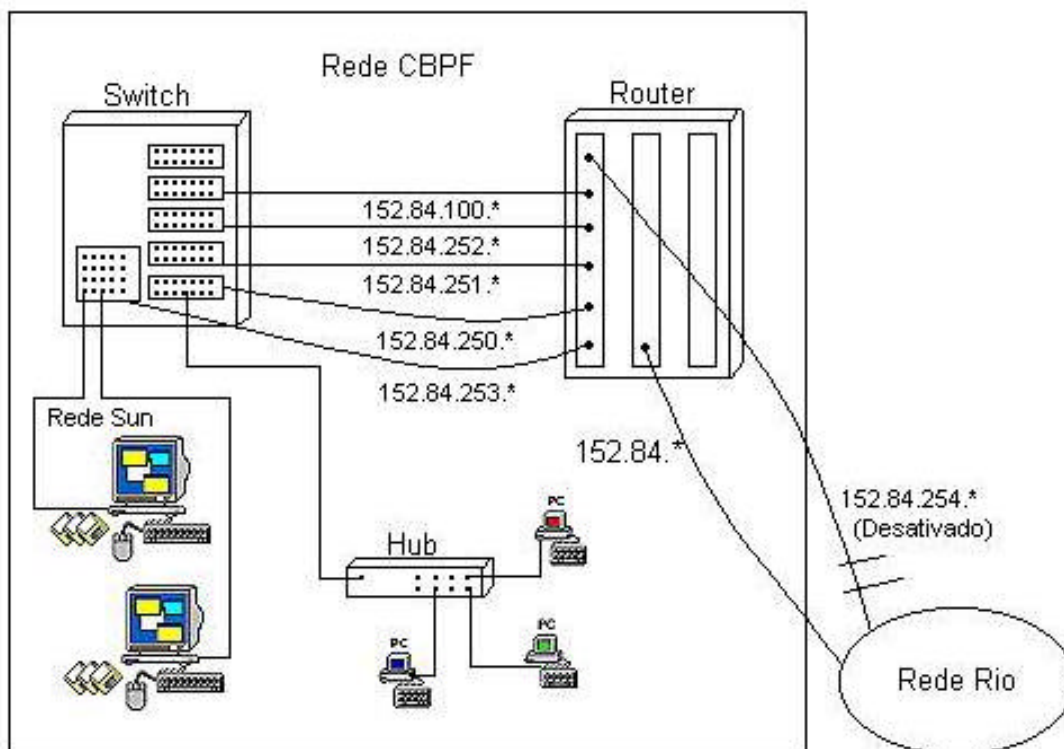 Rede CBPF
Switch
Router
152.84.100.*
152.84.252.*
152.84.251.*
152.84.250.*
152.84.253.*
Rede Sun
152.84.*
152.84.254.*
(Desativado)
PC
Hub
PC
PC
Rede Rio